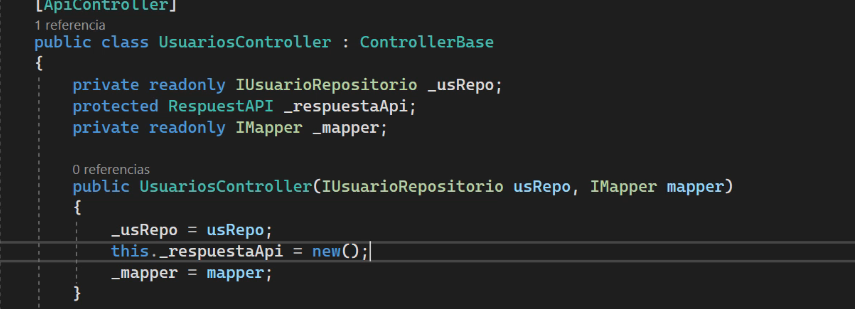 [ApiController]
1 referencia
public class UsuariosController : ControllerBase
{
private readonly IUsuarioRepositorio _usRepo;
protected RespuestAPI _respuestaApi;
private readonly IMapper _mapper;
0 referencias
public UsuariosController(IUsuarioRepositorio usRepo, IMapper mapper)
{
_usRepo = usRepo;
this._respuestaApi = new();
_mapper = mapper;
}